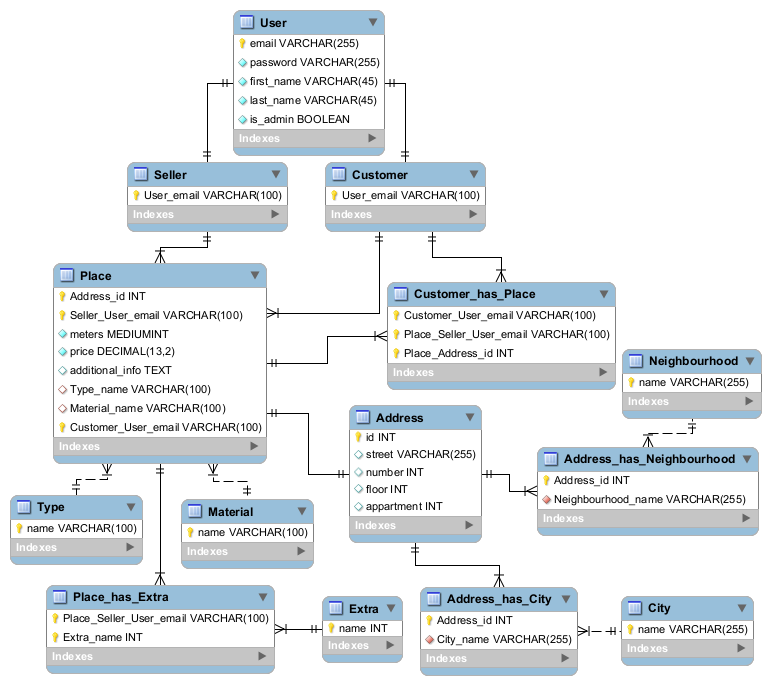 User
email VARCHAR(255)
password VARCHAR(255)
first_name VARCHAR(45)
last_name VARCHAR(45)
is_admin BOOLEAN
Indexes
Seller
User_email VARCHAR(100)
Indexes
Customer
User_email VARCHAR(100)
Indexes
Place
Address_id INT
Seller_User_email VARCHAR(100)
meters MEDIUMINT
price DECIMAL(13,2)
additional_info TEXT
Type_name VARCHAR(100)
Material_name VARCHAR(100)
Customer_User_email VARCHAR(100)
Indexes
Customer_has_Place
Customer_User_email VARCHAR(100)
Place_Seller_User_email VARCHAR(100)
Place_Address_id INT
Indexes
Neighbourhood
name VARCHAR(255)
Indexes
Address
id INT
street VARCHAR(255)
number INT
floor INT
appartment INT
Indexes
Address_has_Neighbourhood
Address_id INT
Neighbourhood_name VARCHAR(255)
Indexes
Type
name VARCHAR(100)
Indexes
Material
name VARCHAR(100)
Indexes
Place_has_Extra
Place_Seller_User_email VARCHAR(100)
Extra_name INT
Indexes
Extra
name INT
Indexes
Address_has_City
Address_id INT
City_name VARCHAR(255)
Indexes
City
name VARCHAR(255)
Indexes